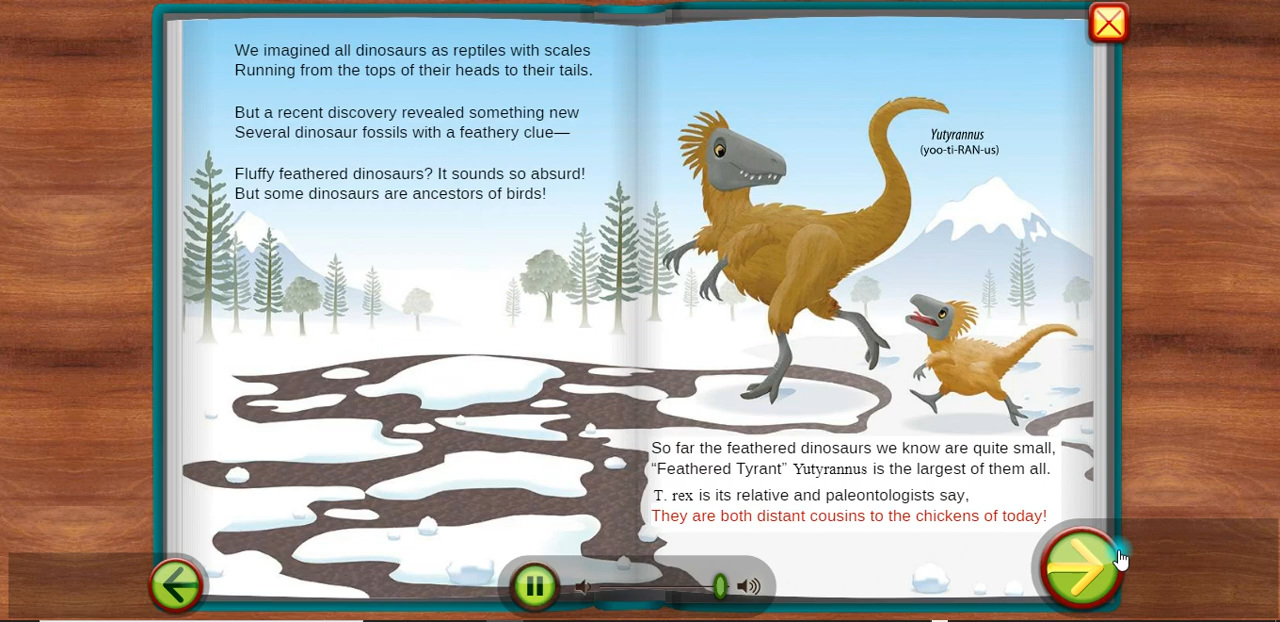 We imagined all dinosaurs as reptiles with scales
Running from the tops of their heads to their tails.
But a recent discovery revealed something new
Several dinosaur fossils with a feathery clue—
Fluffy feathered dinosaurs? It sounds so absurd!
But some dinosaurs are ancestors of birds!
Yutyrannus
(yoo-ti-RAN-us)
So far the feathered dinosaurs we know are quite small,
“Feathered Tyrant” Yutyrannus is the largest of them all.
T. rex is its relative and paleontologists say,
They are both distant cousins to the chickens of today!